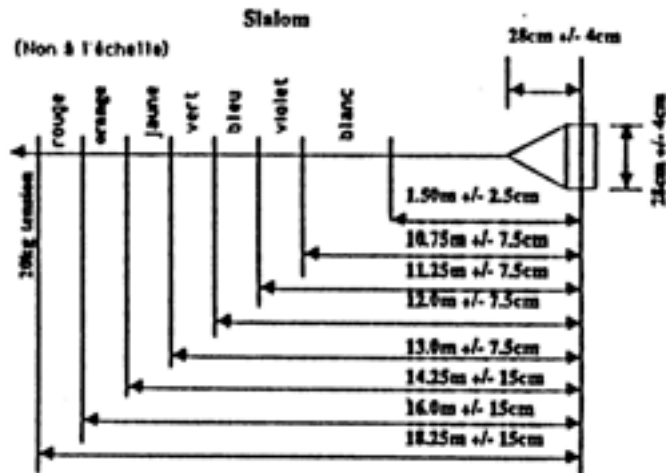 Slalom
(Non à l'échelle)
28cm +/- 4cm
rouge
orange
jaune
vert
bleu
violet
blanc
28cm +/- 4cm
20kg tension
1.50m +/- 2.5cm
10.75m +/- 7.5cm
11.25m +/- 7.5cm
12.0m +/- 7.5cm
13.0m +/- 7.5cm
14.25m +/- 15cm
16.0m +/- 15cm
18.25m +/- 15cm